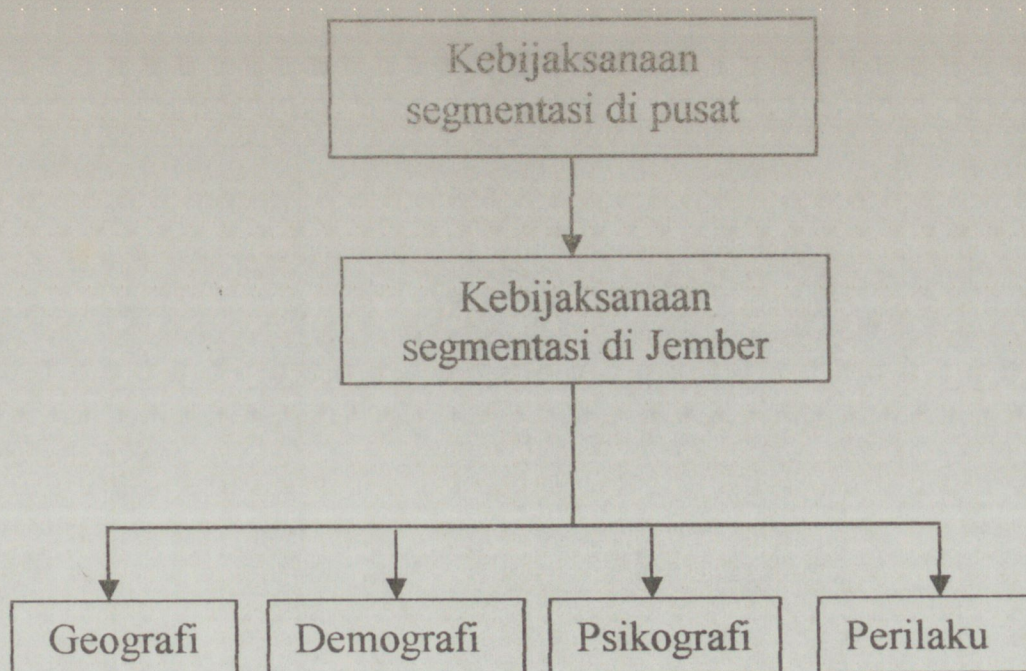 Kebijaksanaan
segmentasi di pusat
Kebijaksanaan
segmentasi di Jember
Geografi
Demografi
Psikografi
Perilaku